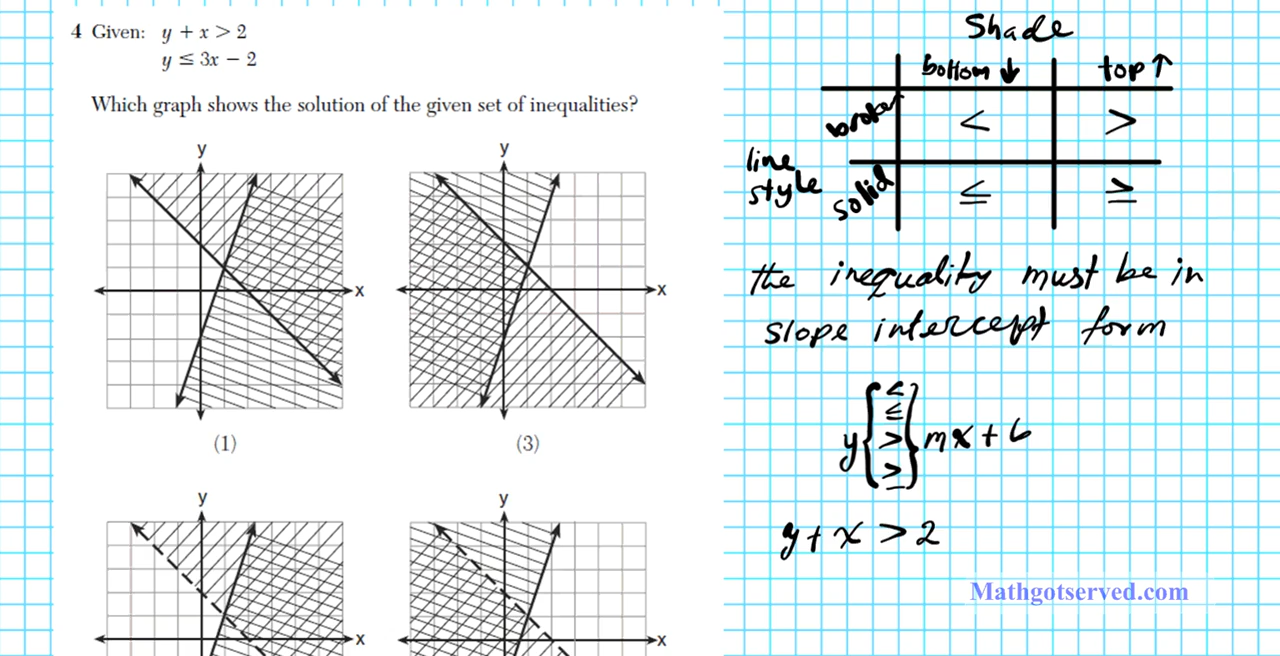 4 Given: y + x > 2
y ≤ 3x − 2
Which graph shows the solution of the given set of inequalities?
y
x
(1)
y
x
(3)
y
x
y
x
Shade
bottom ↓ top ↑
broken < >
line style
solid ≤ ≥
the inequality must be in
slope intercept form
y { < ≤ > ≥ } mx + b
y + x > 2
Mathgotserved.com